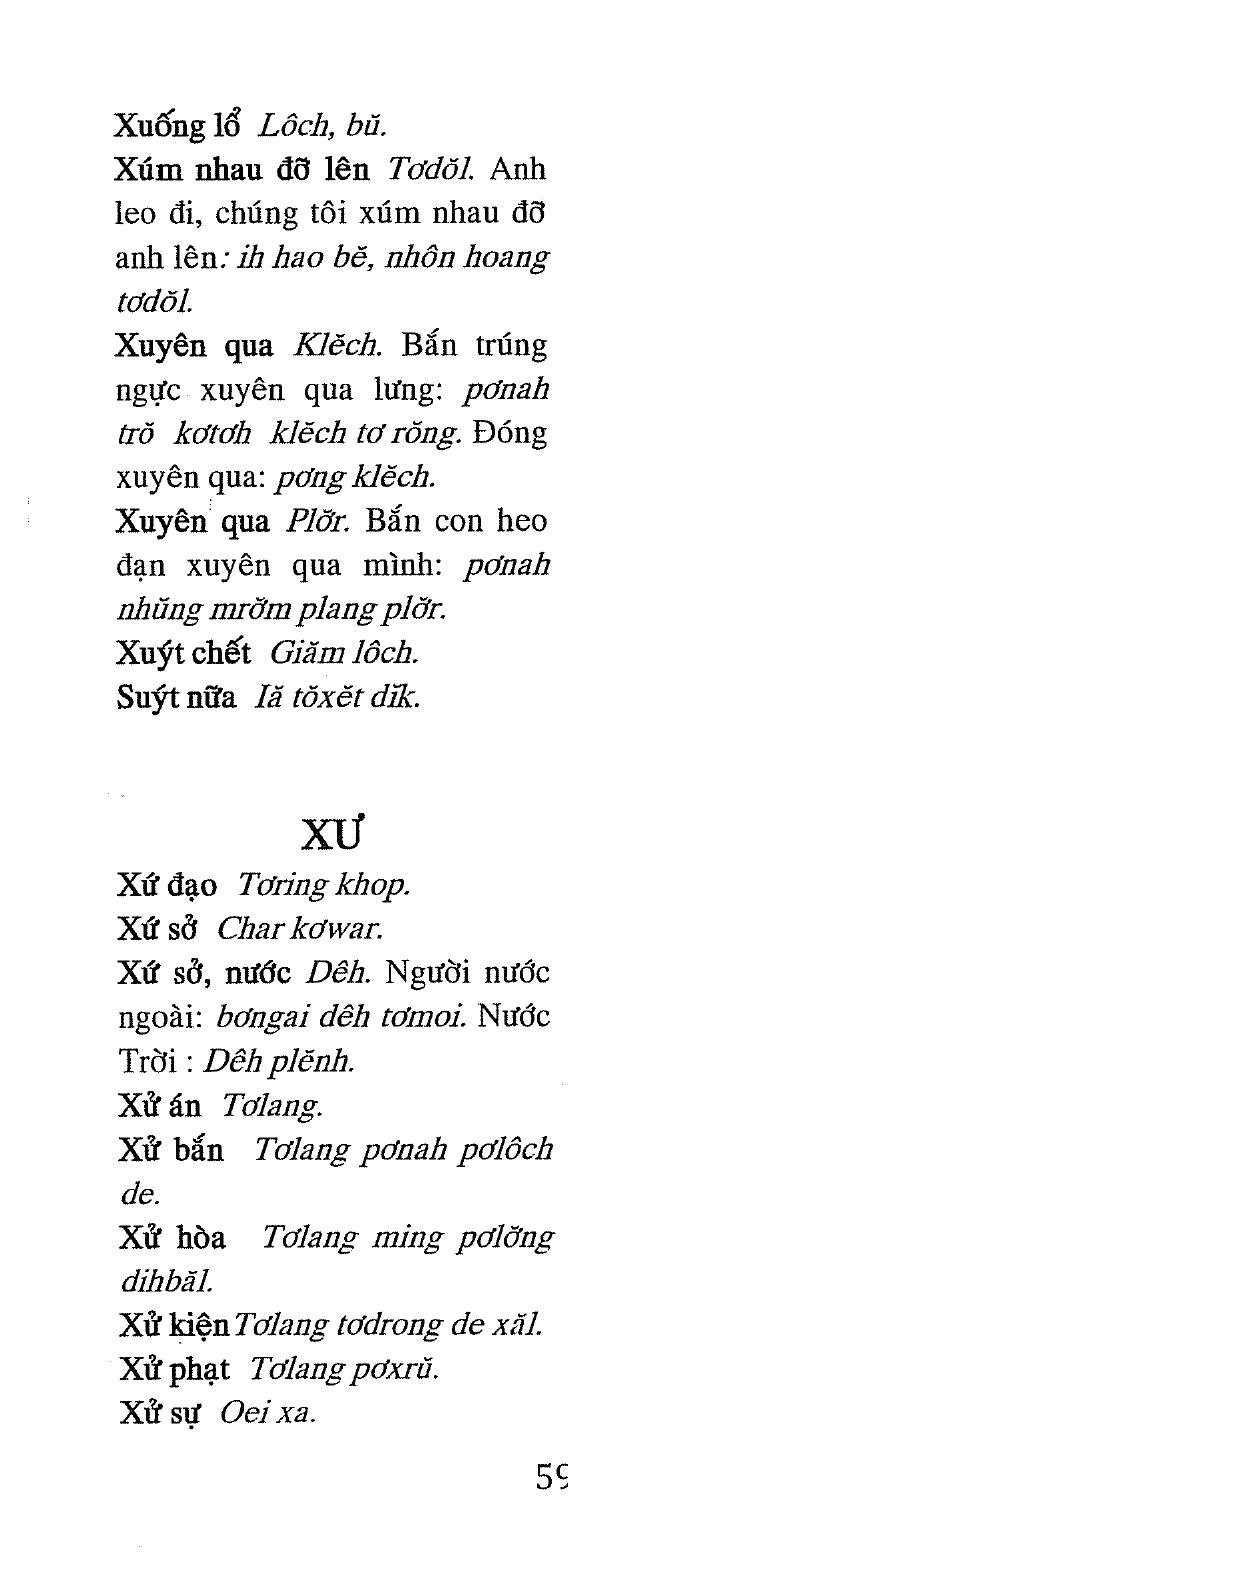 Xuống lổ Lôch, bŭ.
Xúm nhau đỡ lên Tơdŏl. Anh
leo đi, chúng tôi xúm nhau đỡ
anh lên: ih hao bĕ, nhôn hoang
tơdŏl.
Xuyên qua Klĕch. Bắn trúng
ngực xuyên qua lưng: pơnah
trŏ kơtơh klĕch tơ rŏng. Đóng
xuyên qua: pơng klĕch.
Xuyên qua Plơ̆r. Bắn con heo
đạn xuyên qua mình: pơnah
nhŭng mrơ̆m plang plơ̆r.
Xuýt chết Giăm lôch.
Suýt nữa Iă tŏxĕt dĭk.
XƯ
Xứ đạo Tơring khop.
Xứ sở Char kơwar.
Xứ sở, nước Dêh. Người nước
ngoài: bơngai dêh tơmoi. Nước
Trời : Dêh plĕnh.
Xử án Tơlang.
Xử bắn Tơlang pơnah pơlôch
de.
Xử hòa Tơlang ming pơlơ̆ng
dihbăl.
Xử kiện Tơlang tơdrong de xăl.
Xử phạt Tơlang pơxrŭ.
Xử sự Oei xa.